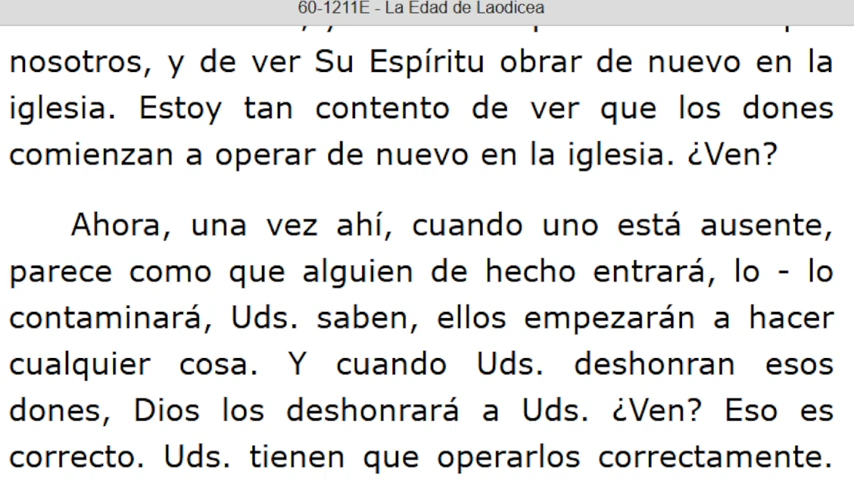 60-1211E - La Edad de Laodicea
nosotros, y de ver Su Espíritu obrar de nuevo en la
iglesia. Estoy tan contento de ver que los dones
comienzan a operar de nuevo en la iglesia. ¿Ven?
Ahora, una vez ahí, cuando uno está ausente,
parece como que alguien de hecho entrará, lo - lo
contaminará, Uds. saben, ellos empezarán a hacer
cualquier cosa. Y cuando Uds. deshonran esos
dones, Dios los deshonrará a Uds. ¿Ven? Eso es
correcto. Uds. tienen que operarlos correctamente.